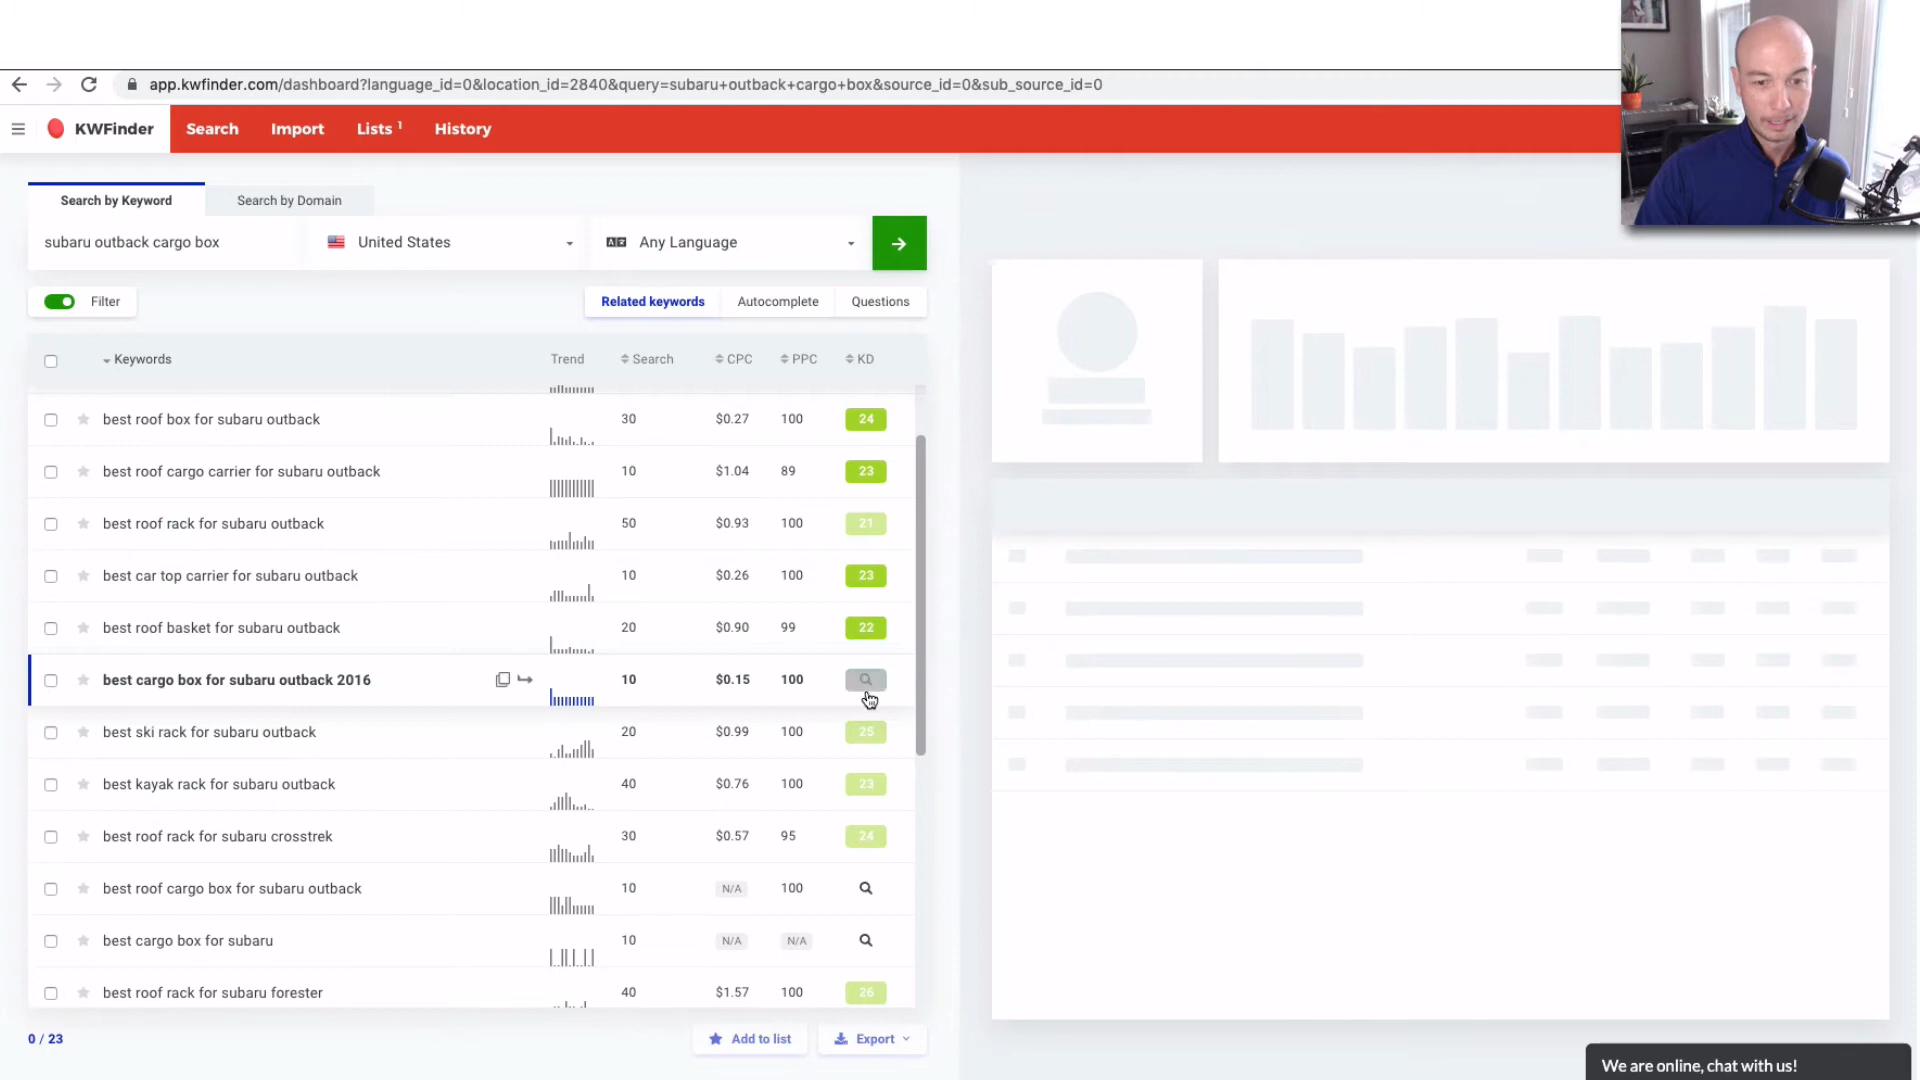 app.kwfinder.com/dashboard?language_id=0&location_id=2840&query=subaru+outback+cargo+box&source_id=0&sub_source_id=0
KWFinder Search Import Lists 1 History
Search by Keyword Search by Domain
subaru outback cargo box United States Any Language
Filter Related keywords Autocomplete Questions
Keywords Trend Search CPC PPC KD
best roof box for subaru outback 30 $0.27 100 24
best roof cargo carrier for subaru outback 10 $1.04 89 23
best roof rack for subaru outback 50 $0.93 100 21
best car top carrier for subaru outback 10 $0.26 100 23
best roof basket for subaru outback 20 $0.90 99 22
best cargo box for subaru outback 2016 10 $0.15 100
best ski rack for subaru outback 20 $0.99 100 25
best kayak rack for subaru outback 40 $0.76 100 23
best roof rack for subaru crosstrek 30 $0.57 95 24
best roof cargo box for subaru outback 10 N/A 100
best cargo box for subaru 10 N/A N/A
best roof rack for subaru forester 40 $1.57 100 26
0 / 23 Add to list Export
We are online, chat with us!